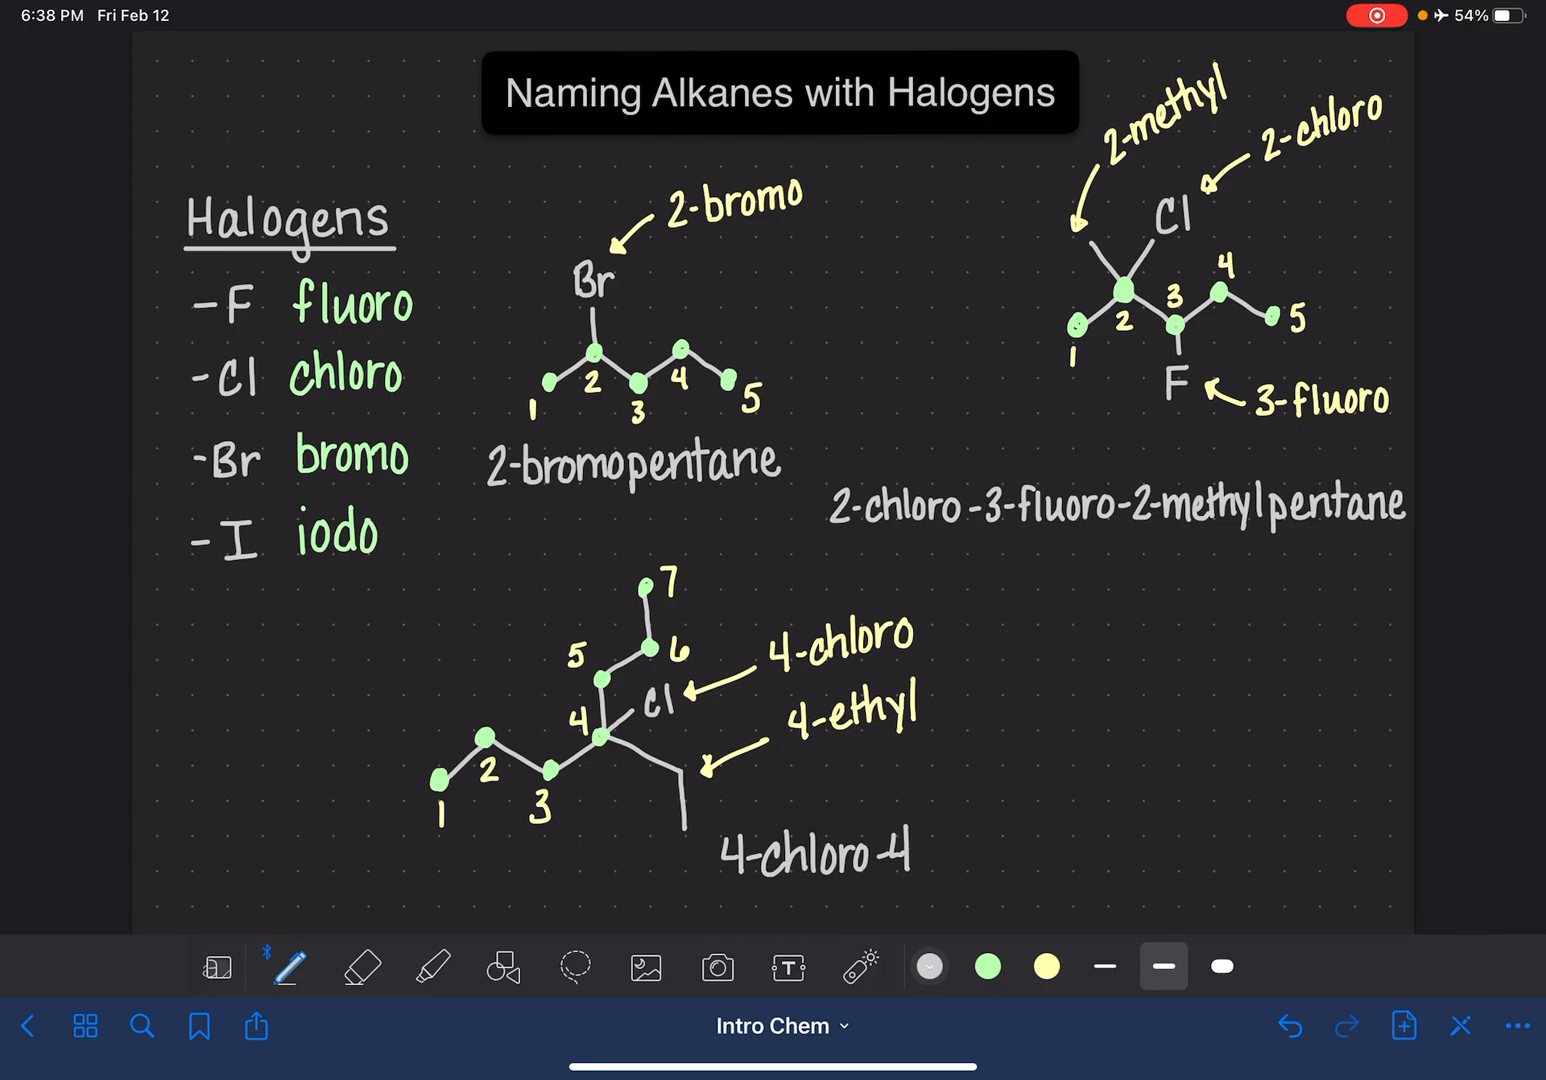 6:38 PM Fri Feb 12
54%
Naming Alkanes with Halogens
Halogens
-F fluoro
-Cl chloro
-Br bromo
-I iodo
2-bromo
Br
1
2
3
4
5
2-bromopentane
2-methyl
2-chloro
Cl
1
2
3
4
5
F
3-fluoro
2-chloro-3-fluoro-2-methylpentane
7
6
5
4
Cl
4-chloro
4-ethyl
1
2
3
4-chloro-4
T
Intro Chem